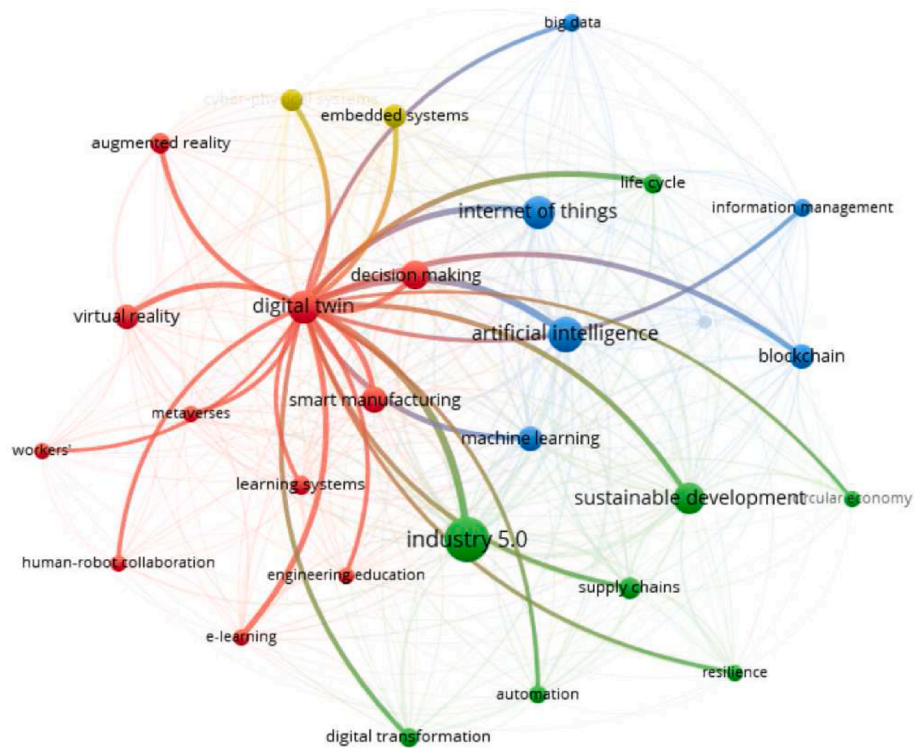 big data
cyber-physical systems
embedded systems
augmented reality
life cycle
internet of things
information management
decision making
digital twin
virtual reality
artificial intelligence
blockchain
smart manufacturing
metaverses
machine learning
workers'
learning systems
sustainable development
circular economy
industry 5.0
human-robot collaboration
engineering education
supply chains
e-learning
resilience
automation
digital transformation